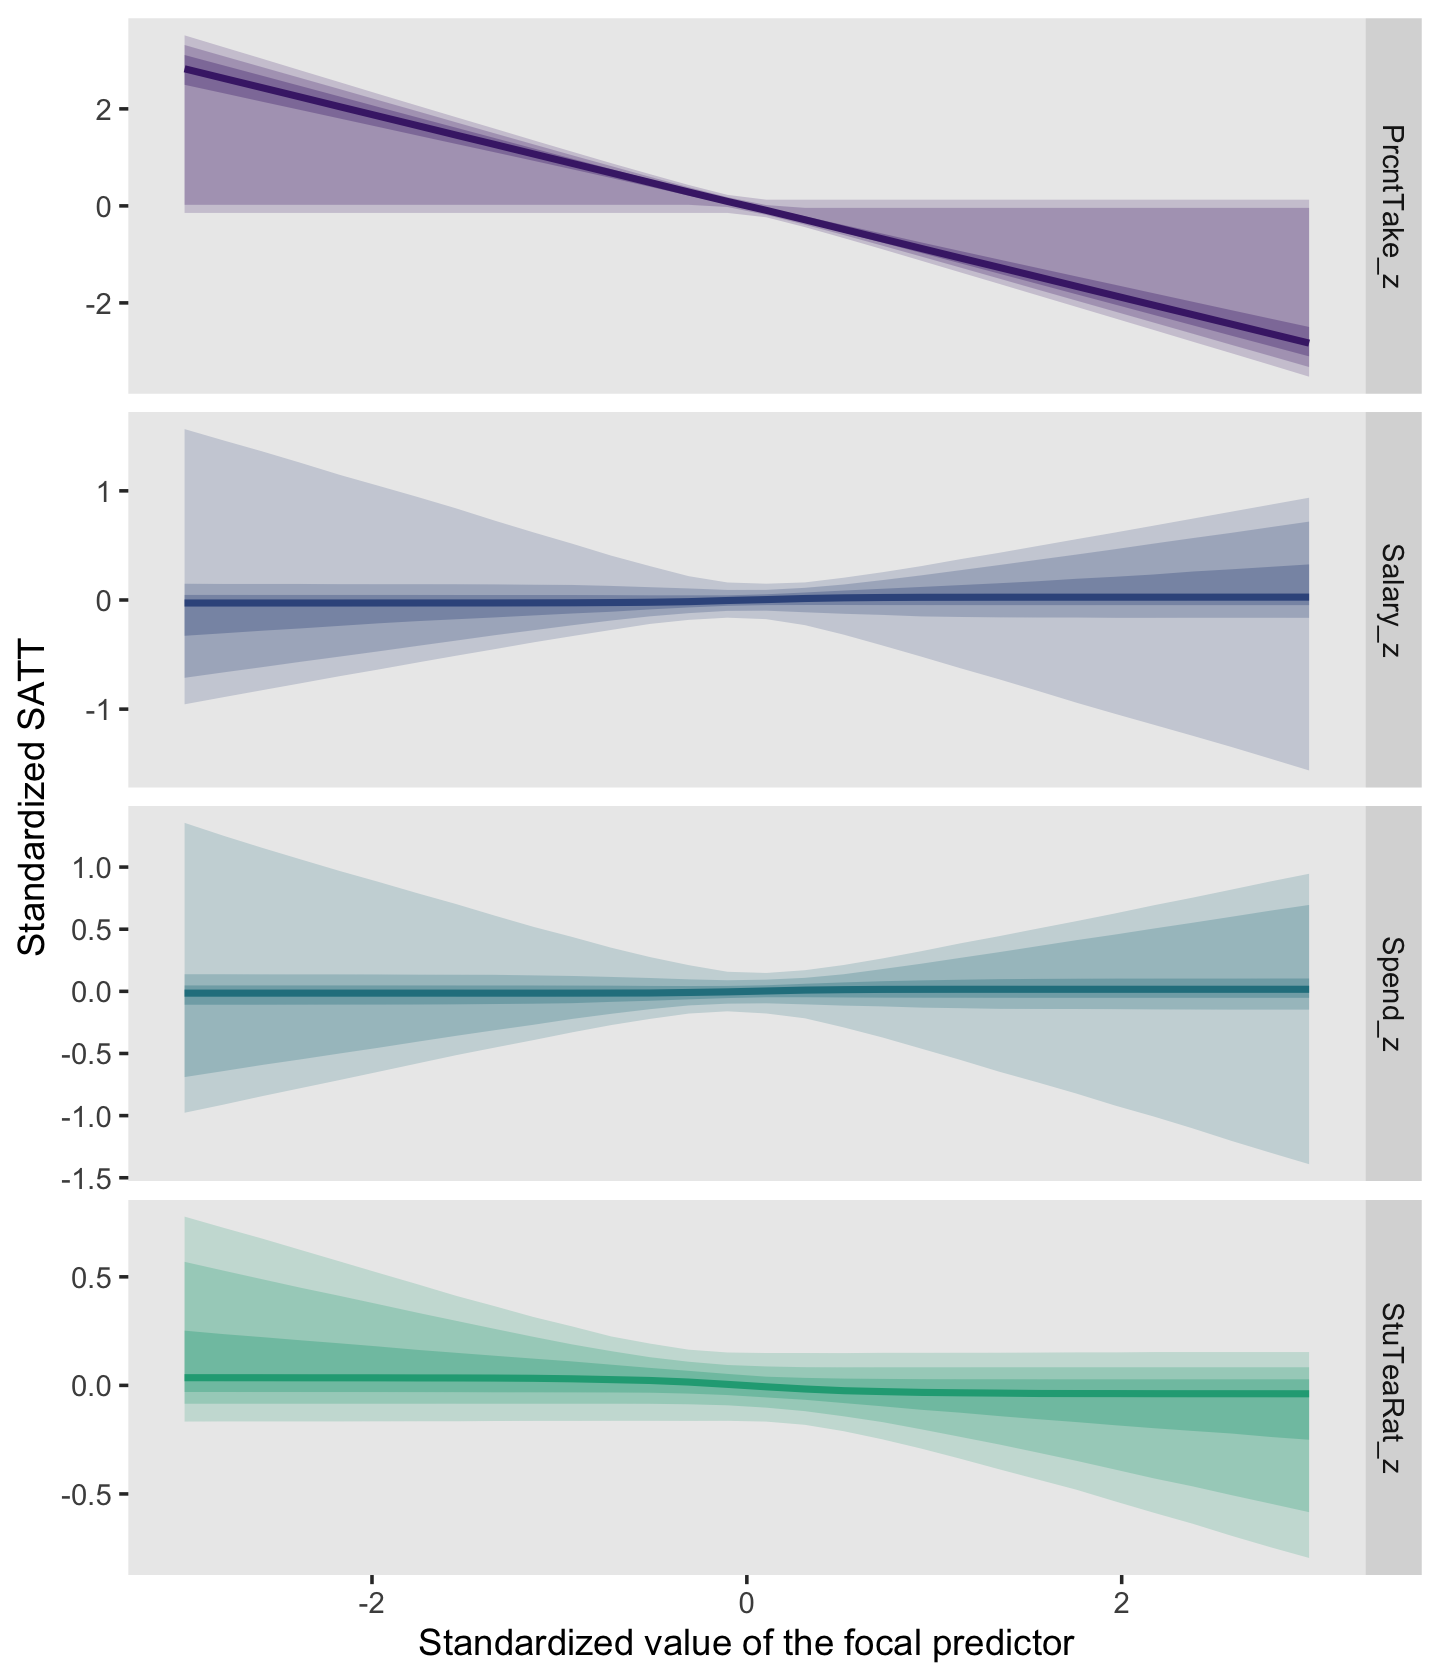 Standardized SATT
2
0
-2
PrcntTake_z
1
0
-1
Salary_z
1.0
0.5
0.0
-0.5
-1.0
-1.5
Spend_z
0.5
0.0
-0.5
StuTeaRat_z
-2 0 2
Standardized value of the focal predictor